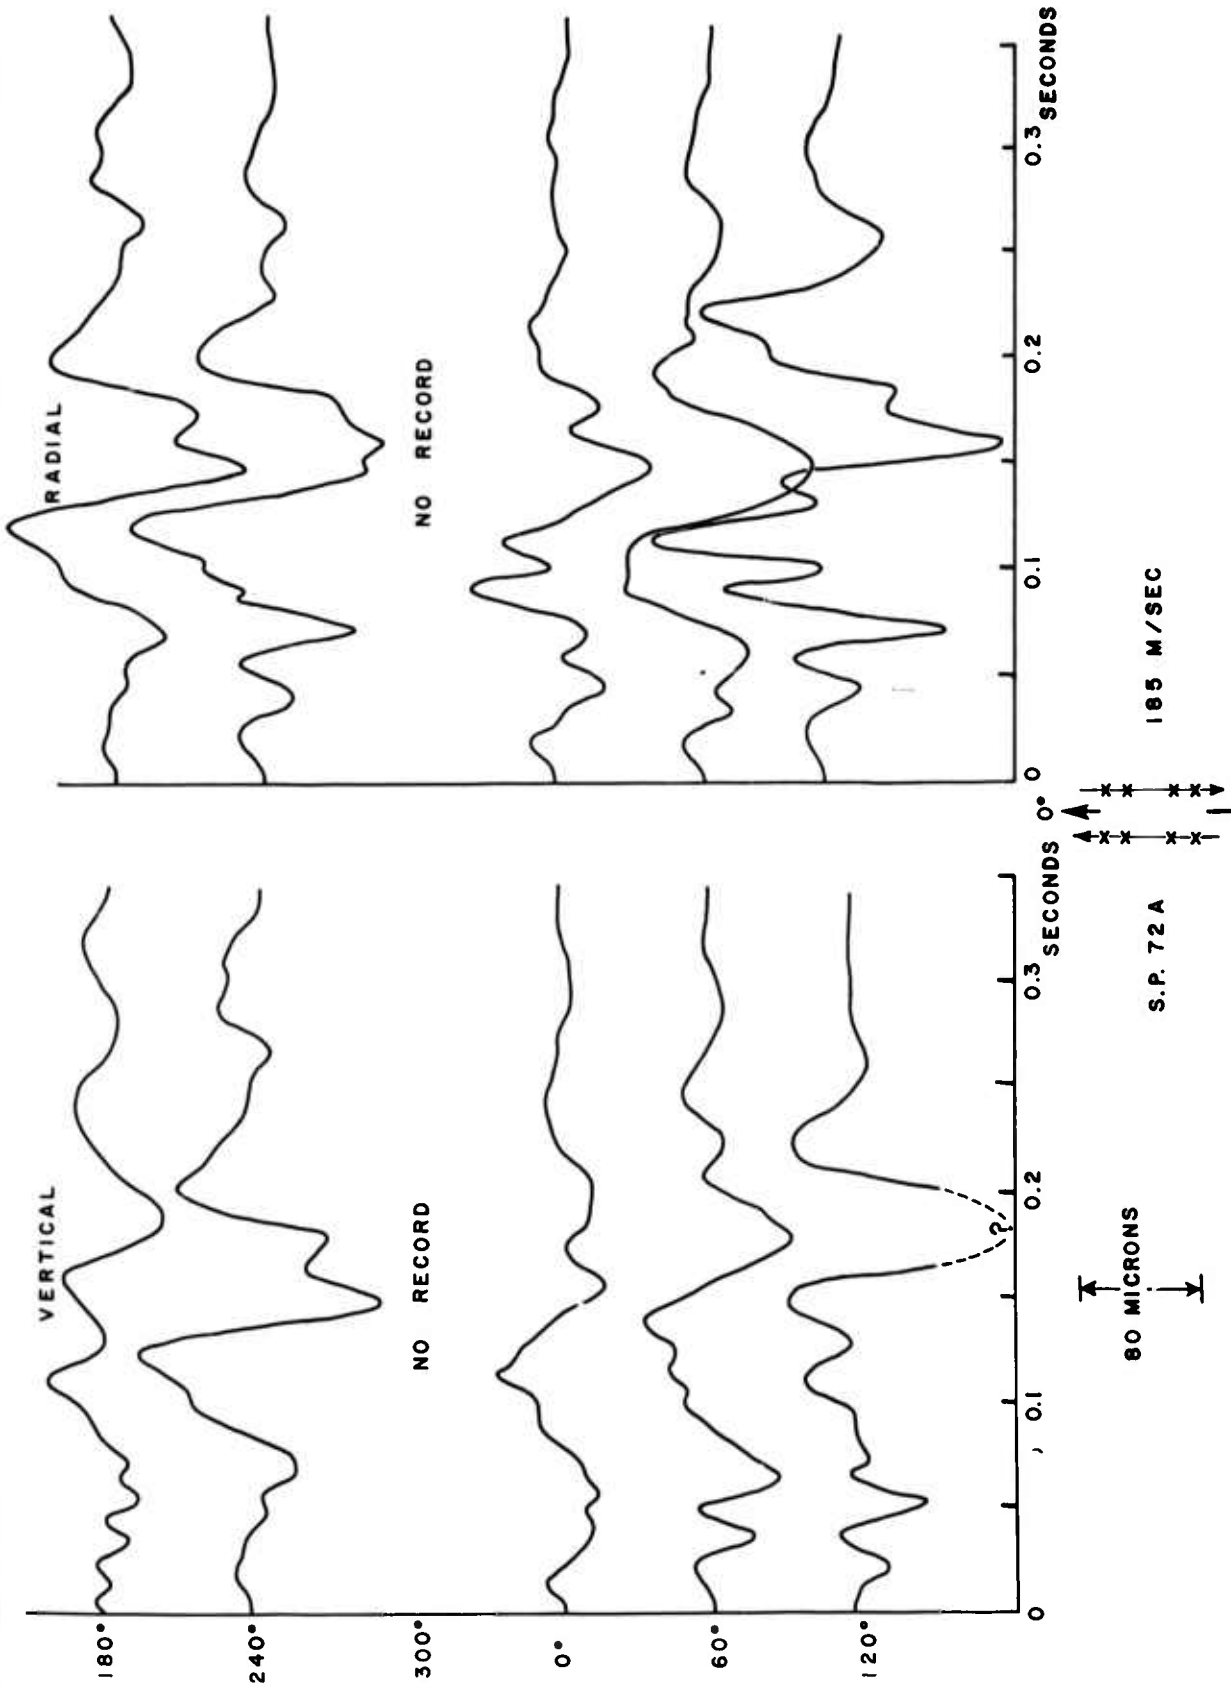 VERTICAL
180°
240°
300° NO RECORD
0°
60°
120°
?
0 0.1 0.2 0.3
SECONDS
RADIAL
NO RECORD
0 0.1 0.2 0.3
SECONDS
0°
80 MICRONS
S.P. 72 A
185 M/SEC